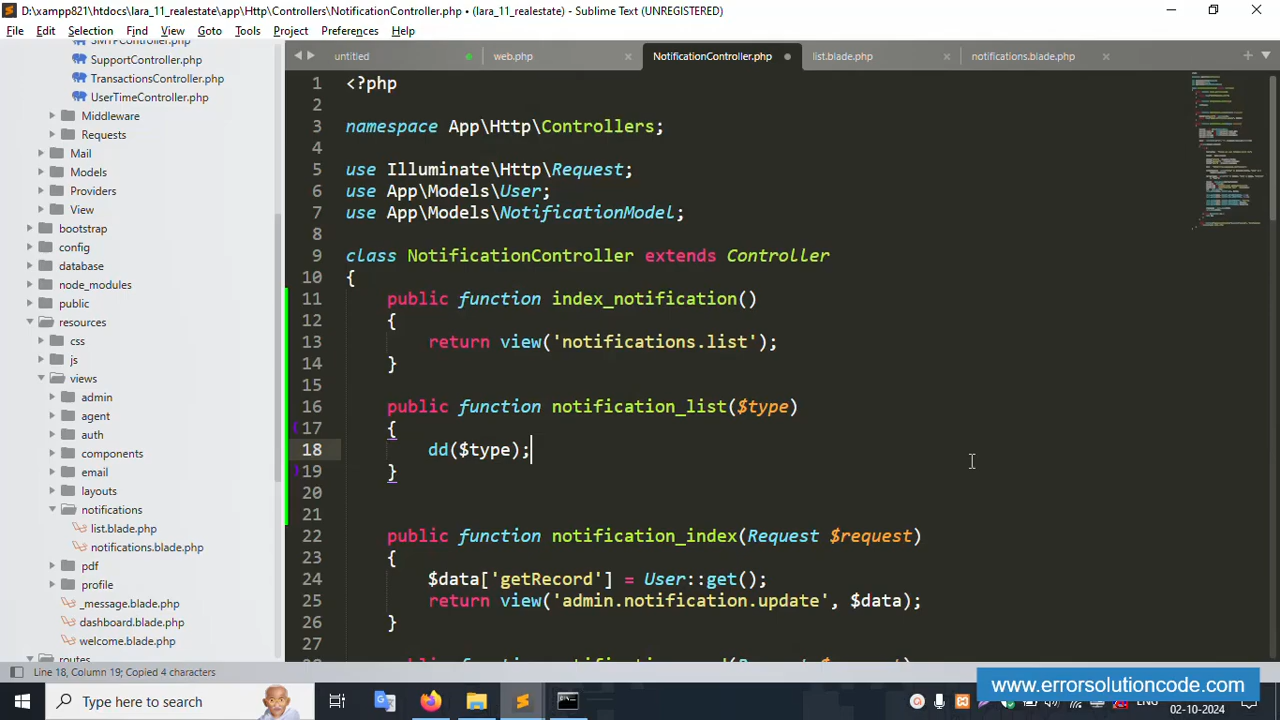 D:\xampp821\htdocs\lara_11_realestate\app\Http\Controllers\NotificationController.php • (lara_11_realestate) - Sublime Text (UNREGISTERED)
File Edit Selection Find View Goto Tools Project Preferences Help
untitled web.php NotificationController.php list.blade.php notifications.blade.php
SMTPController.php
SupportController.php
TransactionsController.php
UserTimeController.php
Middleware
Requests
Mail
Models
Providers
View
bootstrap
config
database
node_modules
public
resources
css
js
views
admin
agent
auth
components
email
layouts
notifications
list.blade.php
notifications.blade.php
pdf
profile
_message.blade.php
dashboard.blade.php
welcome.blade.php
routes
1 <?php
2
3 namespace App\Http\Controllers;
4
5 use Illuminate\Http\Request;
6 use App\Models\User;
7 use App\Models\NotificationModel;
8
9 class NotificationController extends Controller
10 {
11 public function index_notification()
12 {
13 return view('notifications.list');
14 }
15
16 public function notification_list($type)
17 {
18 dd($type);
19 }
20
21
22 public function notification_index(Request $request)
23 {
24 $data['getRecord'] = User::get();
25 return view('admin.notification.update', $data);
26 }
27
Line 18, Column 19; Copied 4 characters
www.errorsolutioncode.com
Type here to search
ENG
02-10-2024